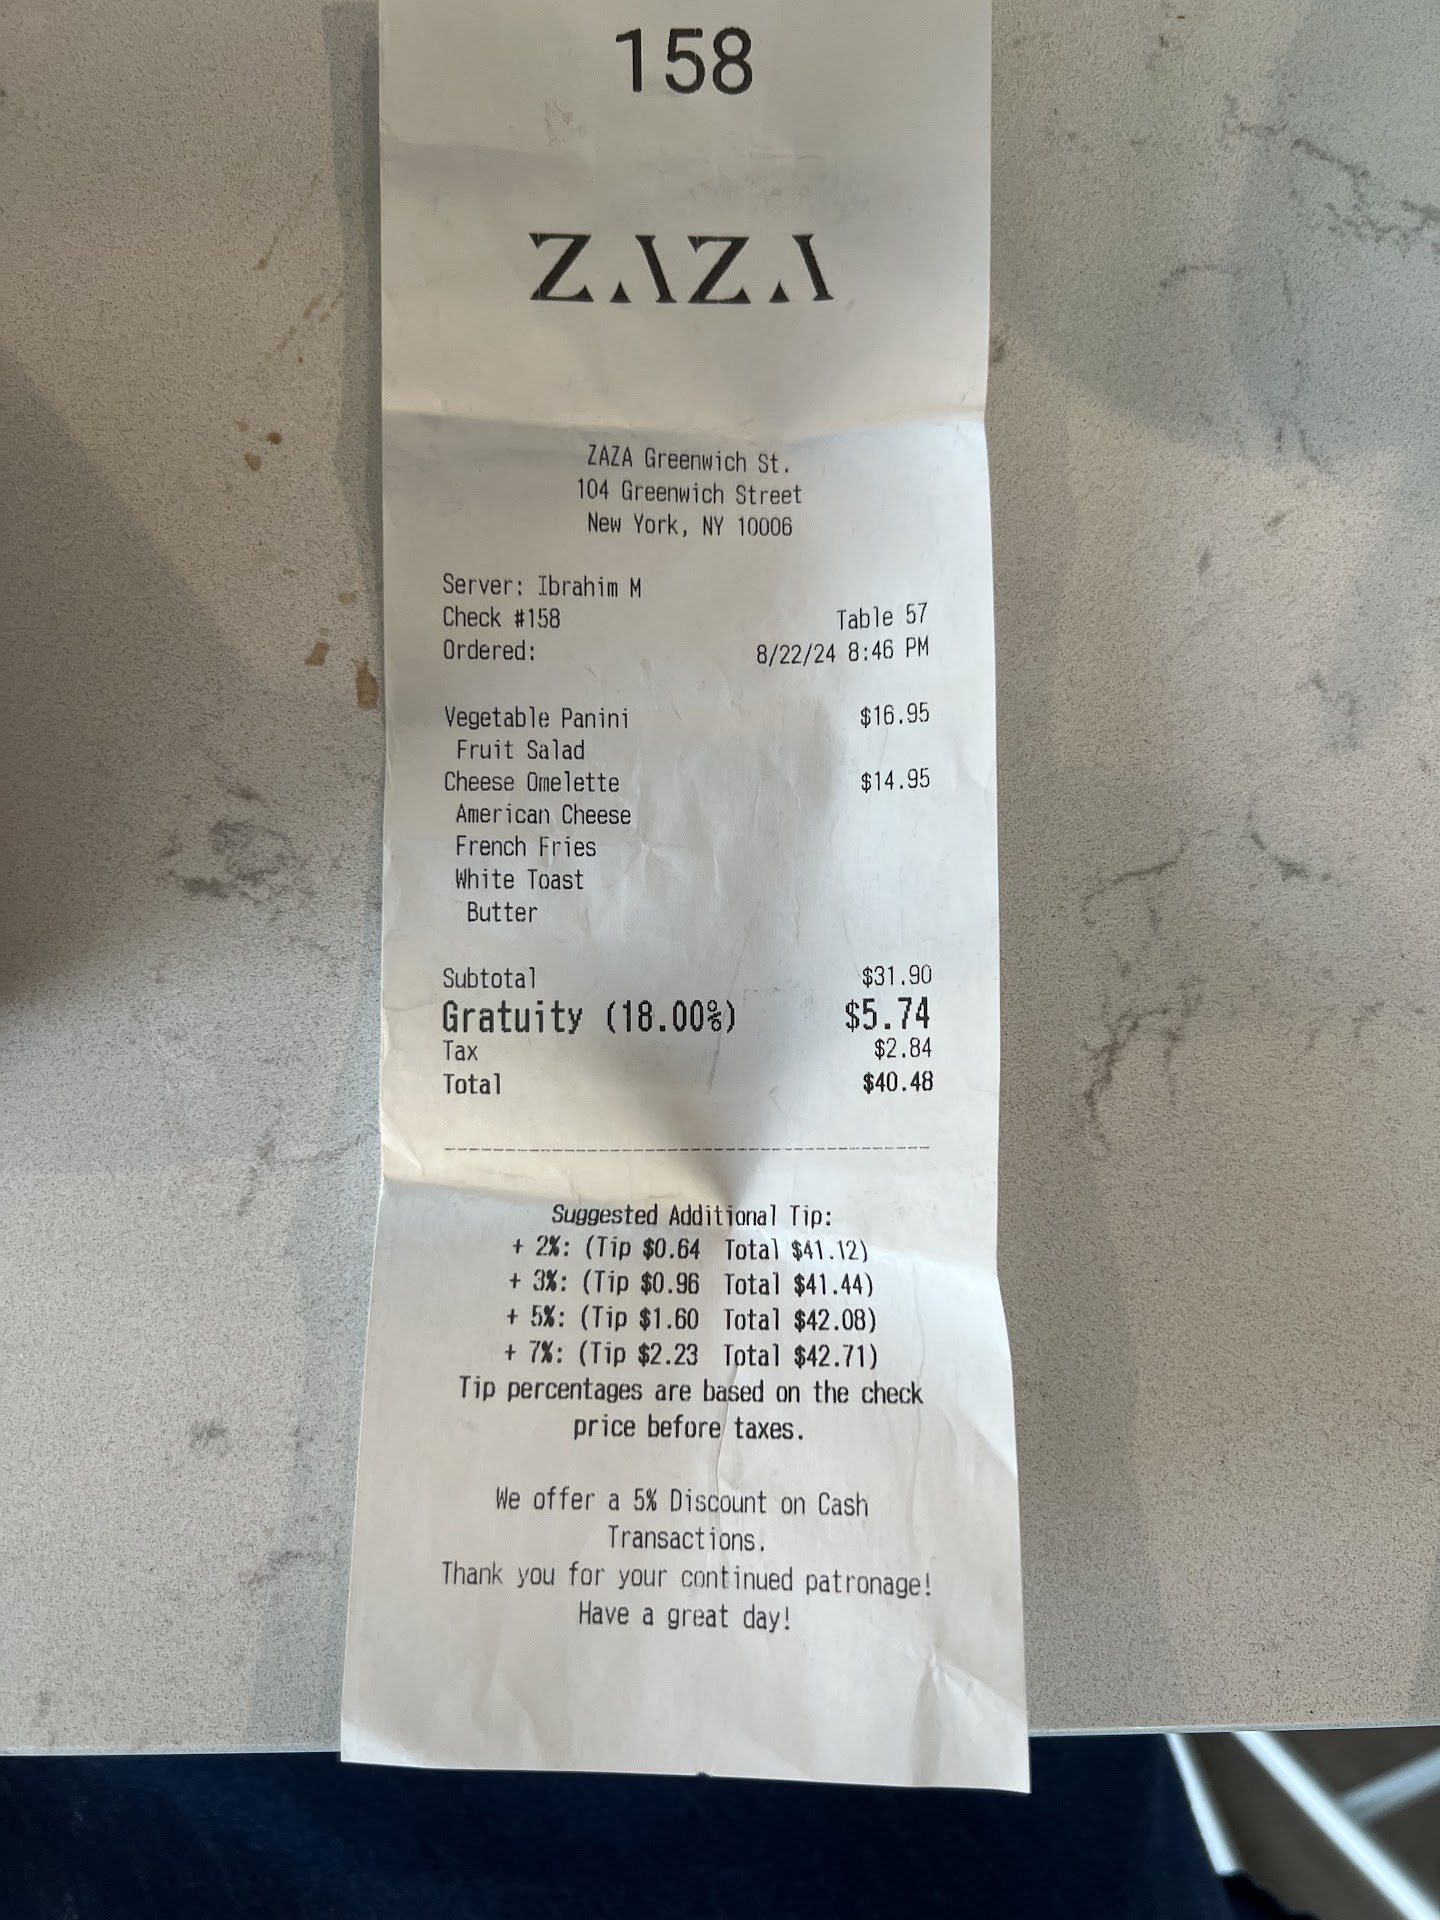 158
ZAZA
ZAZA Greenwich St.
104 Greenwich Street
New York, NY 10006
Server: Ibrahim M
Check #158 Table 57
Ordered: 8/22/24 8:46 PM
Vegetable Panini $16.95
Fruit Salad
Cheese Omelette $14.95
American Cheese
French Fries
White Toast
Butter
Subtotal $31.90
Gratuity (18.00%) $5.74
Tax $2.84
Total $40.48
Suggested Additional Tip:
+ 2%: (Tip $0.64 Total $41.12)
+ 3%: (Tip $0.96 Total $41.44)
+ 5%: (Tip $1.60 Total $42.08)
+ 7%: (Tip $2.23 Total $42.71)
Tip percentages are based on the check
price before taxes.
We offer a 5% Discount on Cash
Transactions.
Thank you for your continued patronage!
Have a great day!